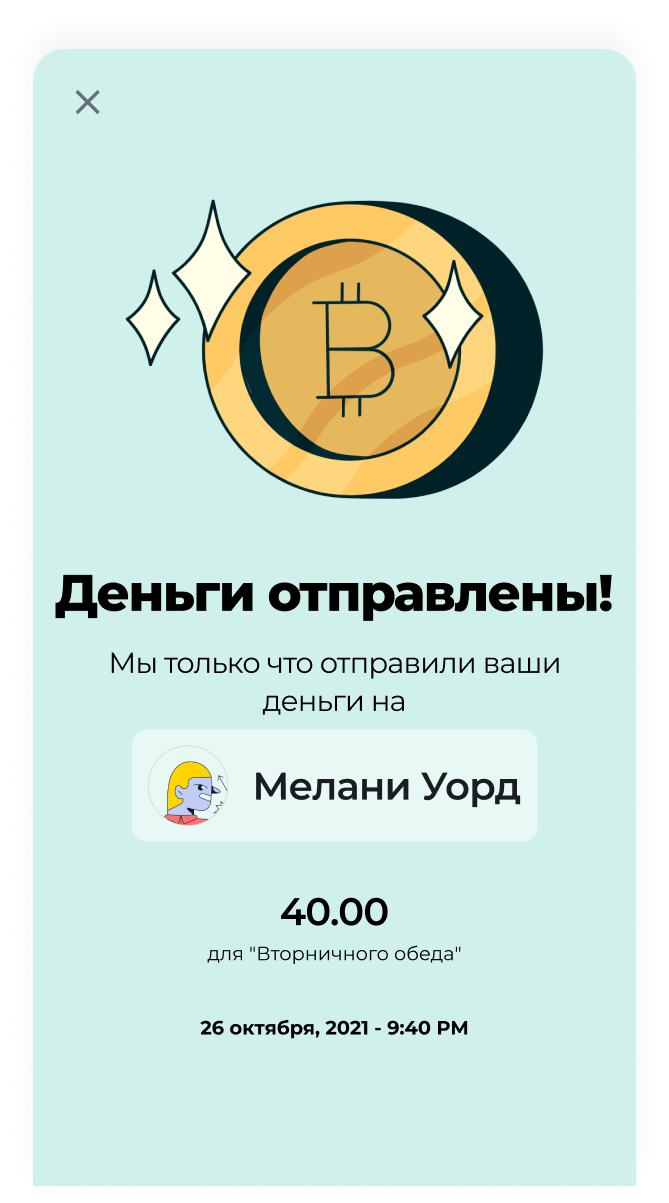 Деньги отправлены!
Мы только что отправили ваши
деньги на
Мелани Уорд
40.00
для "Вторничного обеда"
26 октября, 2021 - 9:40 PM